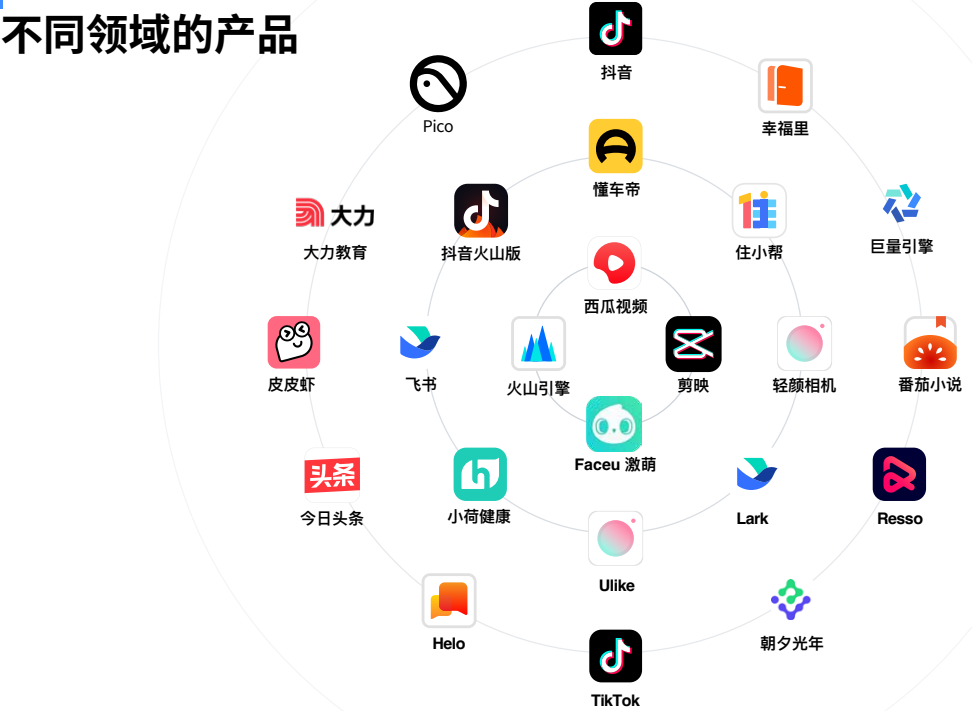 不同领域的产品
抖音
Pico
幸福里
懂车帝
大力
大力教育
抖音火山版
住
住小帮
巨量引擎
西瓜视频
皮皮虾
飞书
火山引擎
剪映
轻颜相机
番茄小说
Faceu 激萌
头条
今日头条
小荷健康
Lark
Resso
Ulike
Helo
朝夕光年
TikTok